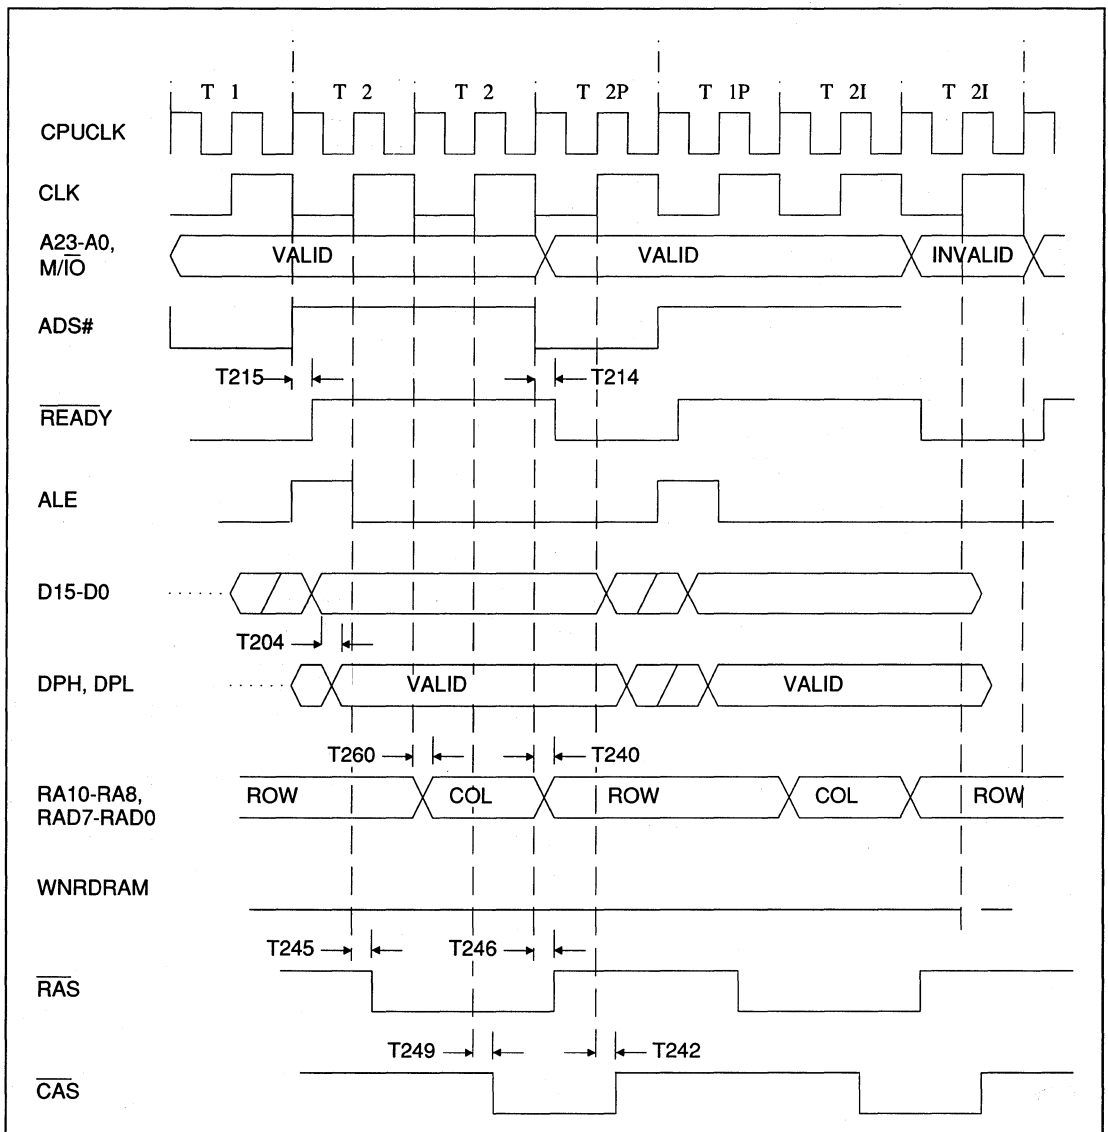 T 1 T 2 T 2 T 2P T 1P T 2I T 2I
CPUCLK
CLK
A23-A0,
M/IO
VALID VALID INVALID
ADS#
T215 T214
READY
ALE
D15-D0
T204
DPH, DPL
VALID VALID
T260 T240
RA10-RA8,
RAD7-RAD0
ROW COL ROW COL ROW
WNRDRAM
T245 T246
RAS
T249 T242
CAS